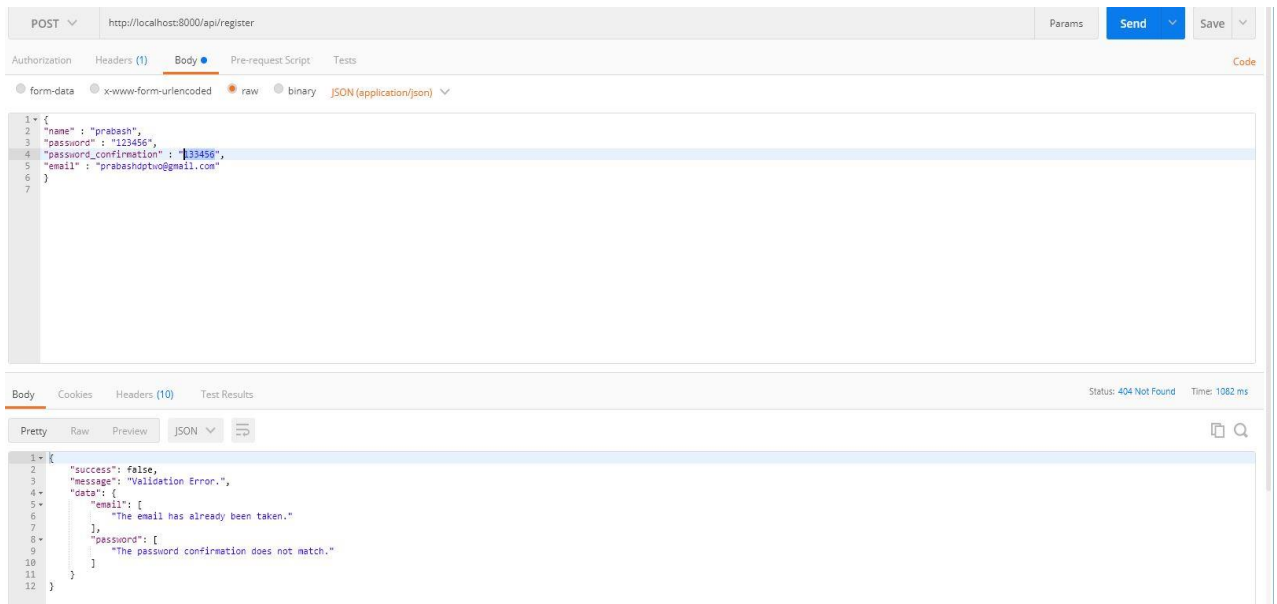 POST http://localhost:8000/api/register Params Send Save
Authorization Headers (1) Body Pre-request Script Tests Code
form-data x-www-form-urlencoded raw binary JSON (application/json)
1 {
2 "name" : "prabash",
3 "password" : "123456",
4 "password_confirmation" : "133456",
5 "email" : "prabashdptwo@gmail.com"
6 }
7
Body Cookies Headers (10) Test Results Status: 404 Not Found Time: 1082 ms
Pretty Raw Preview JSON
1 {
2 "success": false,
3 "message": "Validation Error.",
4 "data": {
5 "email": [
6 "The email has already been taken."
7 ],
8 "password": [
9 "The password confirmation does not match."
10 ]
11 }
12 }